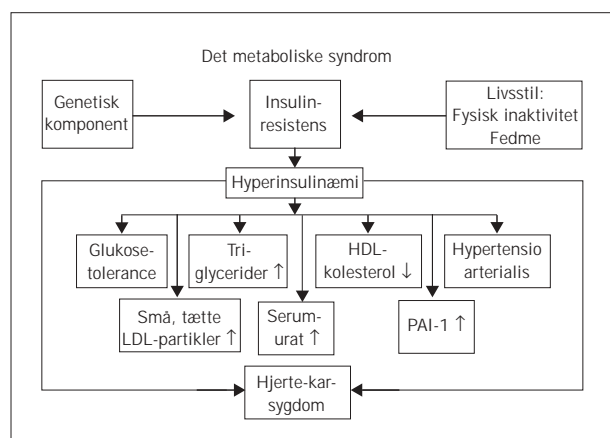 Det metaboliske syndrom
Genetisk
komponent
Insulin-
resistens
Livsstil:
Fysisk inaktivitet
Fedme
Hyperinsulinæmi
Glukose-
tolerance
Tri-
glycerider ↑
HDL-
kolesterol ↓
Hypertensio
arterialis
Små, tætte
LDL-partikler ↑
Serum-
urat ↑
PAI-1 ↑
Hjerte-kar-
sygdom